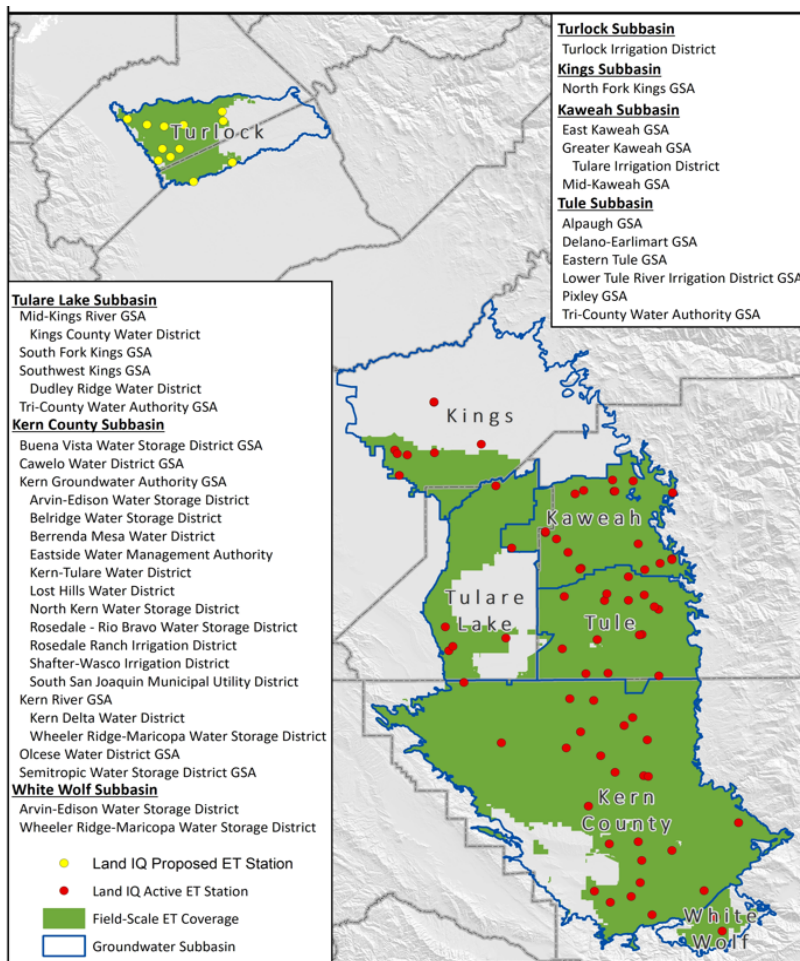 Turlock Subbasin
Turlock Irrigation District
Kings Subbasin
North Fork Kings GSA
Kaweah Subbasin
East Kaweah GSA
Greater Kaweah GSA
Tulare Irrigation District
Mid-Kaweah GSA
Tule Subbasin
Alpaugh GSA
Delano-Earlimart GSA
Eastern Tule GSA
Lower Tule River Irrigation District GSA
Pixley GSA
Tri-County Water Authority GSA
Turlock
Tulare Lake Subbasin
Mid-Kings River GSA
Kings County Water District
South Fork Kings GSA
Southwest Kings GSA
Dudley Ridge Water District
Tri-County Water Authority GSA
Kern County Subbasin
Buena Vista Water Storage District GSA
Cawelo Water District GSA
Kern Groundwater Authority GSA
Arvin-Edison Water Storage District
Belridge Water Storage District
Berrenda Mesa Water District
Eastside Water Management Authority
Kern-Tulare Water District
Lost Hills Water District
North Kern Water Storage District
Rosedale - Rio Bravo Water Storage District
Rosedale Ranch Irrigation District
Shafter-Wasco Irrigation District
South San Joaquin Municipal Utility District
Kern River GSA
Kern Delta Water District
Wheeler Ridge-Maricopa Water Storage District
Olcese Water District GSA
Semitropic Water Storage District GSA
White Wolf Subbasin
Arvin-Edison Water Storage District
Wheeler Ridge-Maricopa Water Storage District
Land IQ Proposed ET Station
Land IQ Active ET Station
Field-Scale ET Coverage
Groundwater Subbasin
Kings
Kaweah
Tulare
Lake
Tule
Kern
County
White
Wolf